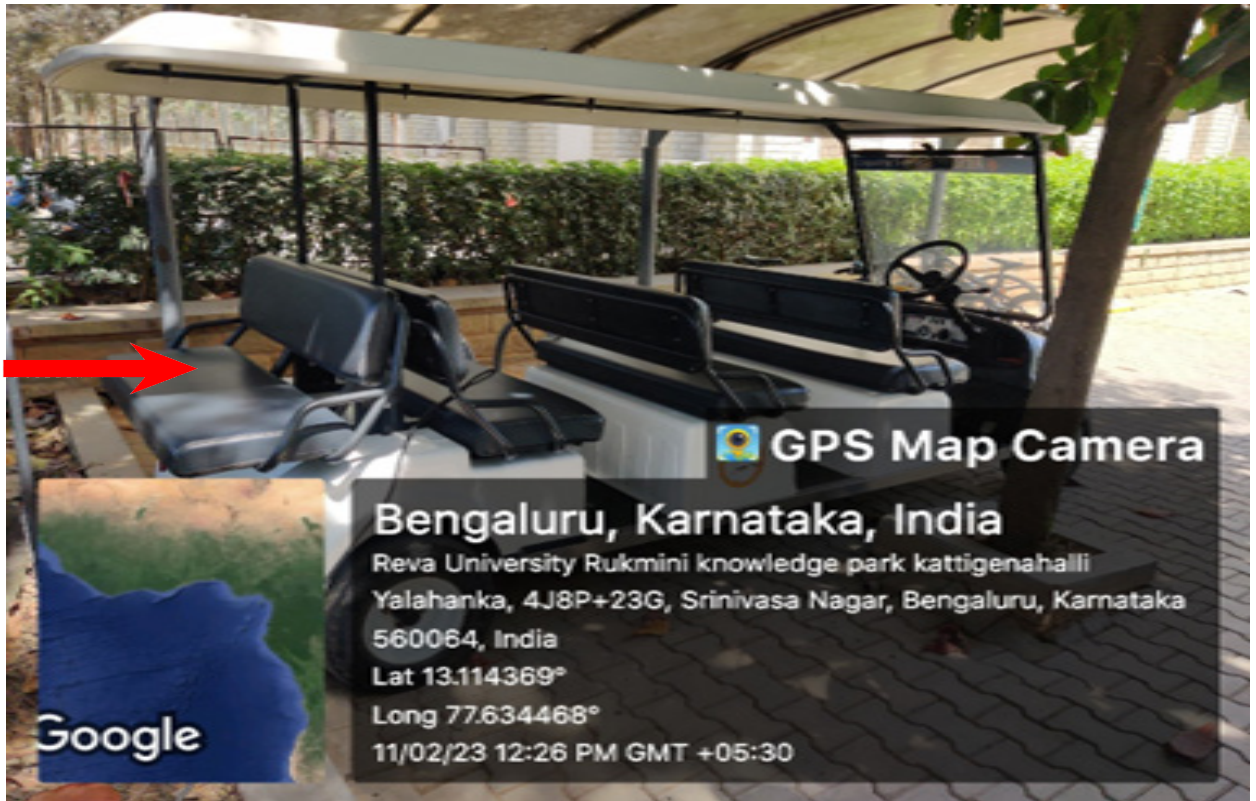 GPS Map Camera
Bengaluru, Karnataka, India
Reva University Rukmini knowledge park kattigenahalli
Yalahanka, 4J8P+23G, Srinivasa Nagar, Bengaluru, Karnataka
560064, India
Lat 13.114369°
Long 77.634468°
11/02/23 12:26 PM GMT +05:30
Google